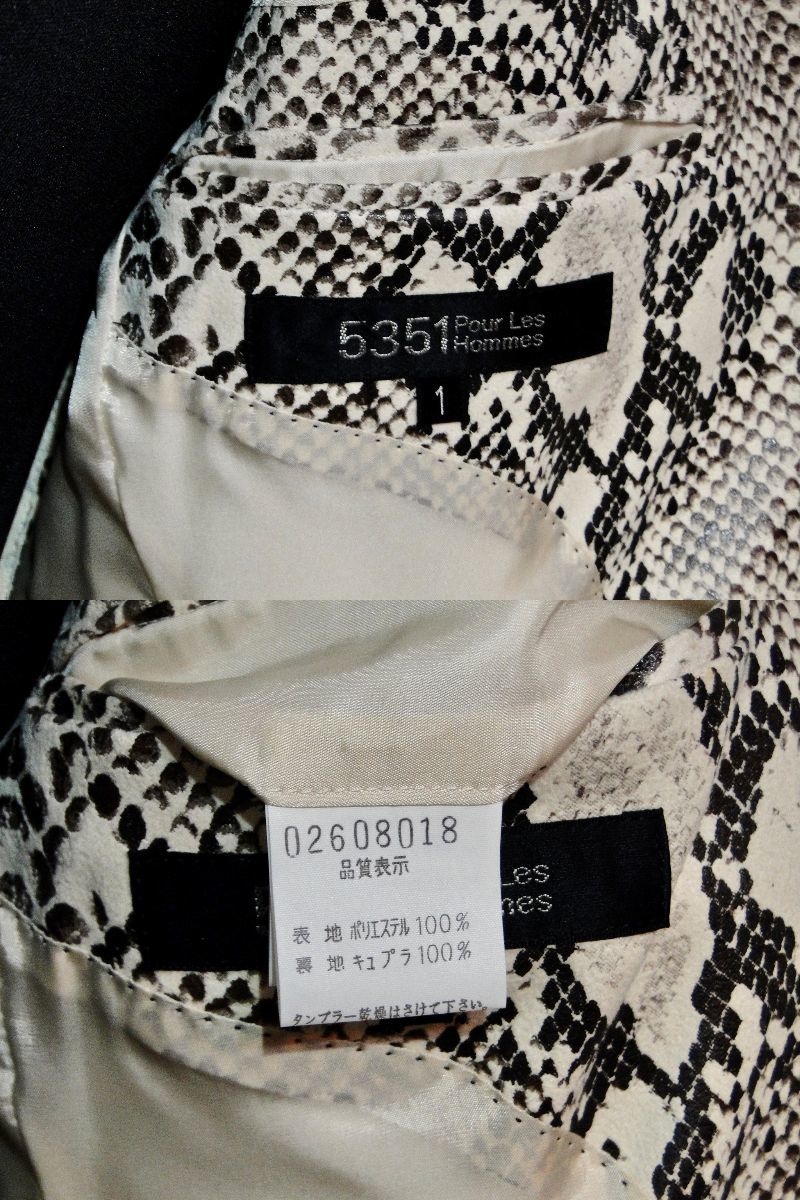 5351 Pour Les
Hommes
1
02608018
品質表示
表 地 ポリエステル 100%
裏 地 キュプラ 100%
タンブラー乾燥はさけて下さい。
Les
mes